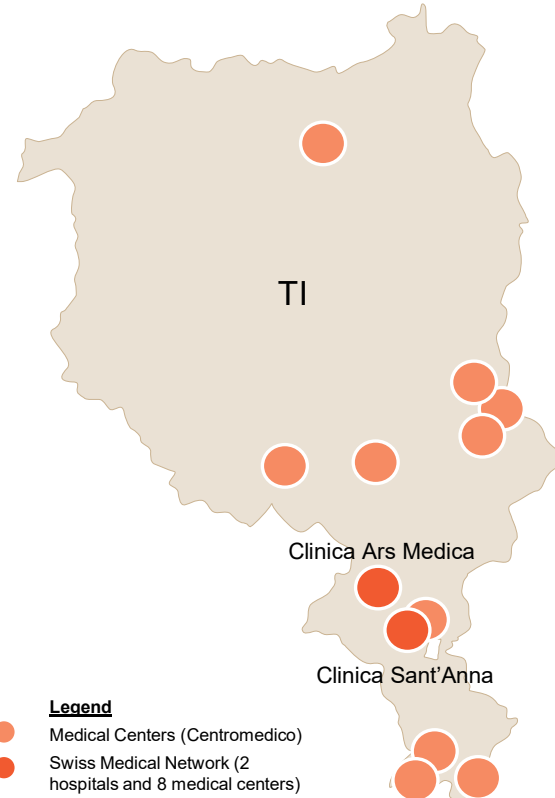 TI
Clinica Ars Medica
Clinica Sant’Anna
Legend
Medical Centers (Centromedico)
Swiss Medical Network (2
hospitals and 8 medical centers)